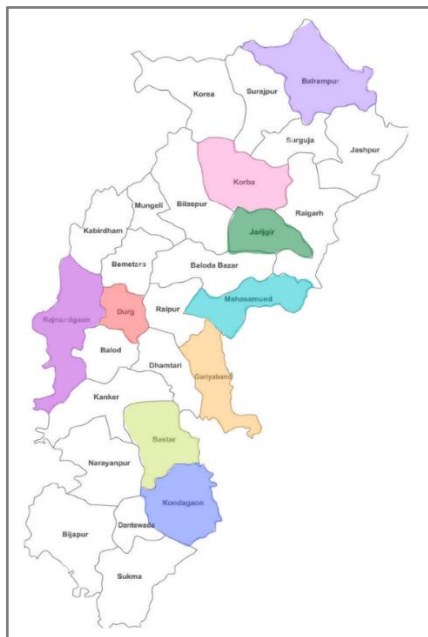 Balrampur
Surajpur
Korea
Surguja
Jashpur
Korba
Bilaspur
Mungeli
Raigarh
Kabirdham
Janjgir
Bemetara
Baloda Bazar
Mahasamund
Rajnandgaon
Durg
Raipur
Balod
Dhamtari
Gariyaband
Kanker
Bastar
Narayanpur
Kondagaon
Bijapur
Dantewada
Sukma